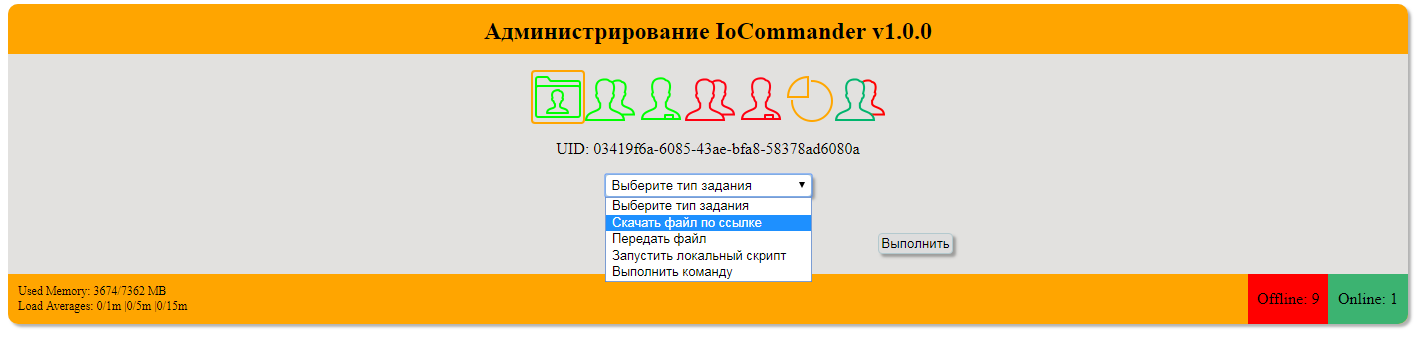 Администрирование IoCommander v1.0.0
UID: 03419f6a-6085-43ae-bfa8-58378ad6080a
Выберите тип задания
Выберите тип задания
Скачать файл по ссылке
Передать файл
Запустить локальный скрипт
Выполнить команду
Выполнить
Used Memory: 3674/7362 MB
Load Averages: 0/1m |0/5m |0/15m
Offline: 9
Online: 1